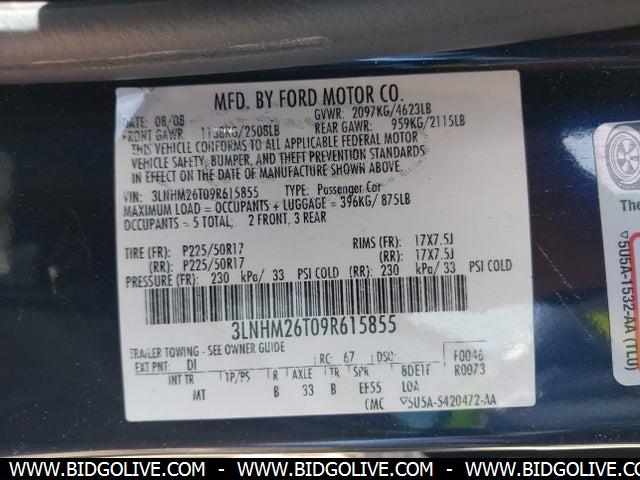 MFD. BY FORD MOTOR CO.
DATE: 08/08 GVWR: 2097KG/4623LB
FRONT GAWR: 1138KG/2508LB REAR GAWR: 959KG/2115LB
THIS VEHICLE CONFORMS TO ALL APPLICABLE FEDERAL MOTOR
VEHICLE SAFETY, BUMPER, AND THEFT PREVENTION STANDARDS
IN EFFECT ON THE DATE OF MANUFACTURE SHOWN ABOVE.
VIN: 3LNHM26T09R615855 TYPE: Passenger Car
MAXIMUM LOAD = OCCUPANTS + LUGGAGE = 396KG/ 875LB
OCCUPANTS = 5 TOTAL; 2 FRONT, 3 REAR
TIRE (FR): P225/50R17 RIMS (FR): 17X7.5J
(RR): P225/50R17 (RR): 17X7.5J
PRESSURE (FR): 230 kPa/ 33 PSI COLD (RR): 230 kPa/ 33 PSI COLD
3LNHM26T09R615855
TRAILER TOWING - SEE OWNER GUIDE
EXT PNT: DI RC: 67 DSO: F0046
INT TR TP/PS R AXLE TR SPR 8DE1F R0073
MT B 33 B EF55 LOA
CMC ▽5U5A-5420472-AA
The
▽5U5A-1532-AA (TLU)
WWW.BIDGOLIVE.COM - WWW.BIDGOLIVE.COM - WWW.BIDGOLIVE.COM